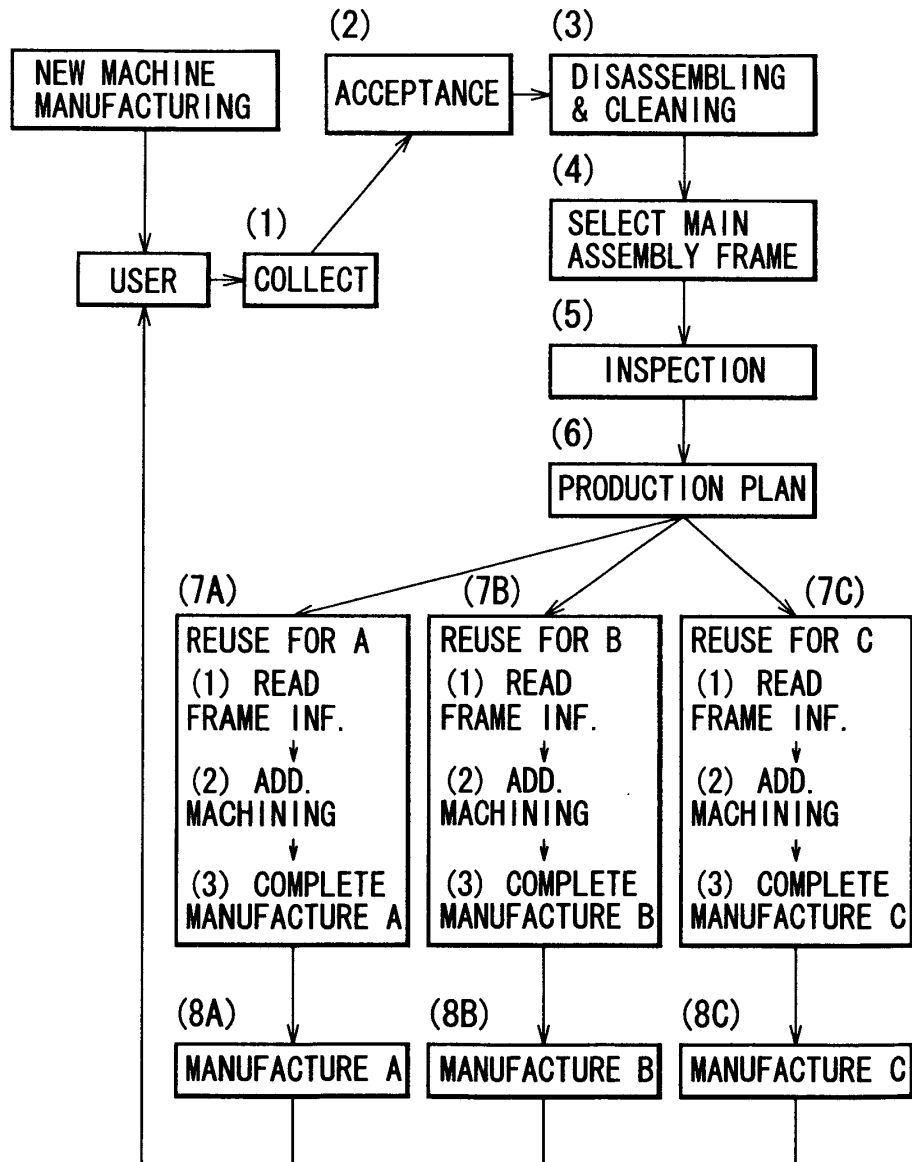 NEW MACHINE
MANUFACTURING
(2)
ACCEPTANCE
(3)
DISASSEMBLING
& CLEANING
(4)
SELECT MAIN
ASSEMBLY FRAME
(1)
USER
COLLECT
(5)
INSPECTION
(6)
PRODUCTION PLAN
(7A)
REUSE FOR A
(1) READ
FRAME INF.
(2) ADD.
MACHINING
(3) COMPLETE
MANUFACTURE A
(7B)
REUSE FOR B
(1) READ
FRAME INF.
(2) ADD.
MACHINING
(3) COMPLETE
MANUFACTURE B
(7C)
REUSE FOR C
(1) READ
FRAME INF.
(2) ADD.
MACHINING
(3) COMPLETE
MANUFACTURE C
(8A)
MANUFACTURE A
(8B)
MANUFACTURE B
(8C)
MANUFACTURE C